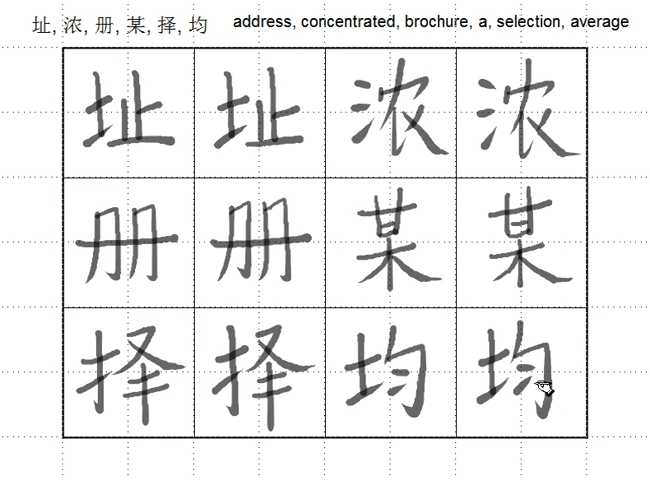 址, 浓, 册, 某, 择, 均 address, concentrated, brochure, a, selection, average
址 址 浓 浓
册 册 某 某
择 择 均 均